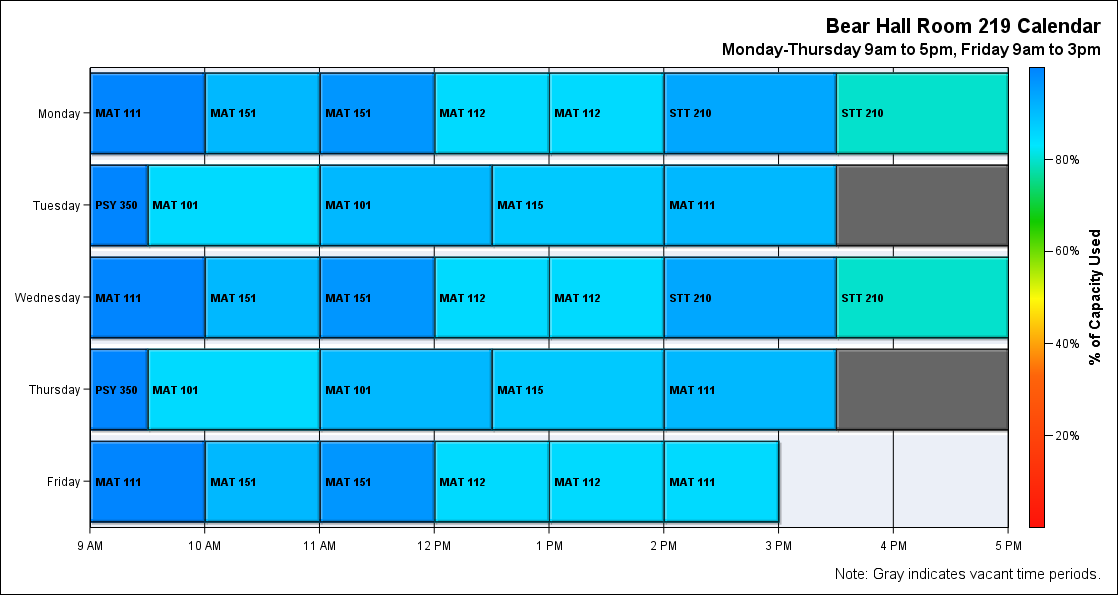 Bear Hall Room 219 Calendar
Monday-Thursday 9am to 5pm, Friday 9am to 3pm
Monday MAT 111 MAT 151 MAT 151 MAT 112 MAT 112 STT 210 STT 210
Tuesday PSY 350 MAT 101 MAT 101 MAT 115 MAT 111
Wednesday MAT 111 MAT 151 MAT 151 MAT 112 MAT 112 STT 210 STT 210
Thursday PSY 350 MAT 101 MAT 101 MAT 115 MAT 111
Friday MAT 111 MAT 151 MAT 151 MAT 112 MAT 112 MAT 111
9 AM 10 AM 11 AM 12 PM 1 PM 2 PM 3 PM 4 PM 5 PM
80%
60%
40%
20%
% of Capacity Used
Note: Gray indicates vacant time periods.